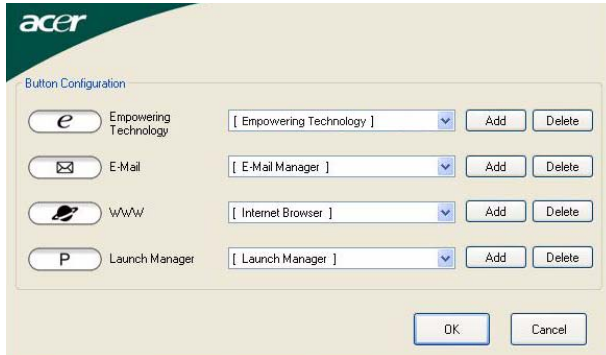 acer
Button Configuration
e Empowering Technology [ Empowering Technology ] Add Delete
E-Mail [ E-Mail Manager ] Add Delete
WWW [ Internet Browser ] Add Delete
P Launch Manager [ Launch Manager ] Add Delete
OK Cancel